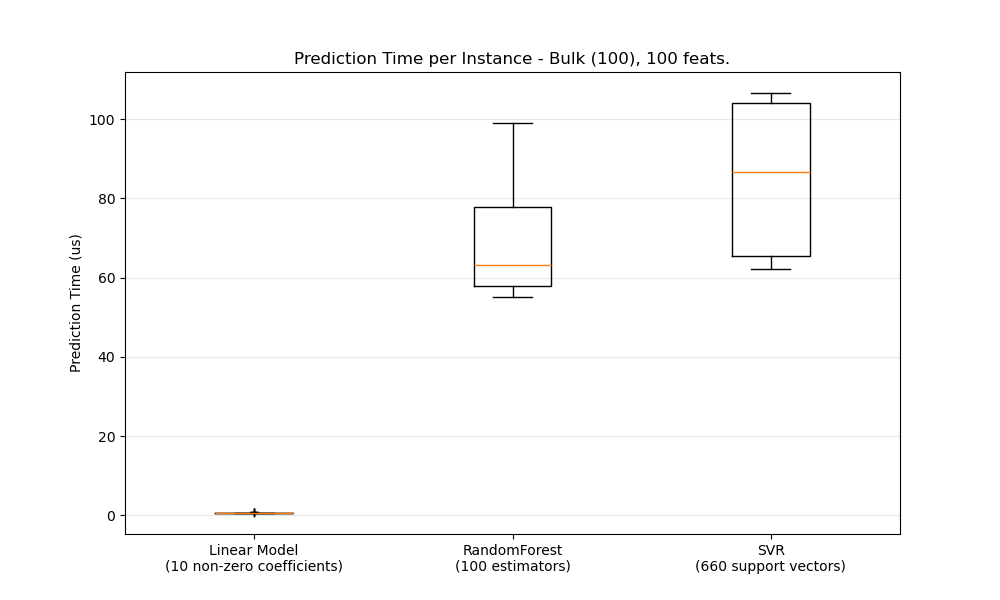 Prediction Time per Instance - Bulk (100), 100 feats.
Prediction Time (us)
100
80
60
40
20
0
Linear Model
(10 non-zero coefficients)
RandomForest
(100 estimators)
SVR
(660 support vectors)